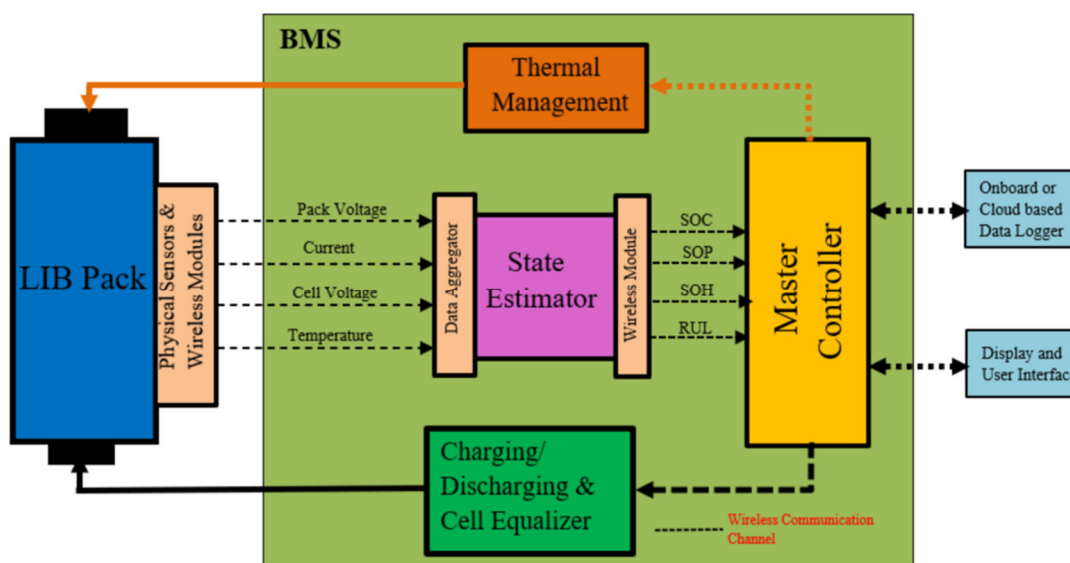 BMS
Thermal
Management
LIB Pack
Physical Sensors &
Wireless Modules
Pack Voltage
Current
Cell Voltage
Temperature
Data Aggregator
State
Estimator
Wireless Module
SOC
SOP
SOH
RUL
Master
Controller
Onboard or
Cloud based
Data Logger
Display and
User Interface
Charging/
Discharging &
Cell Equalizer
Wireless Communication
Channel